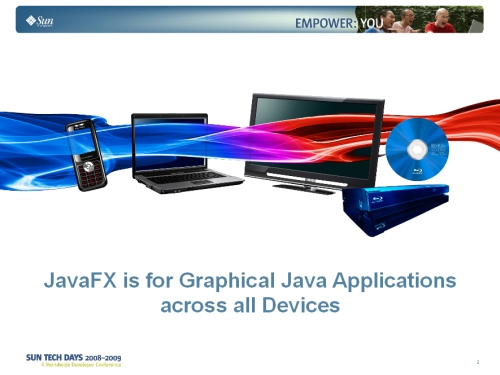 Sun
EMPOWER: YOU
JavaFX is for Graphical Java Applications
across all Devices
SUN TECH DAYS 2008–2009
A Worldwide Developer Conference
2